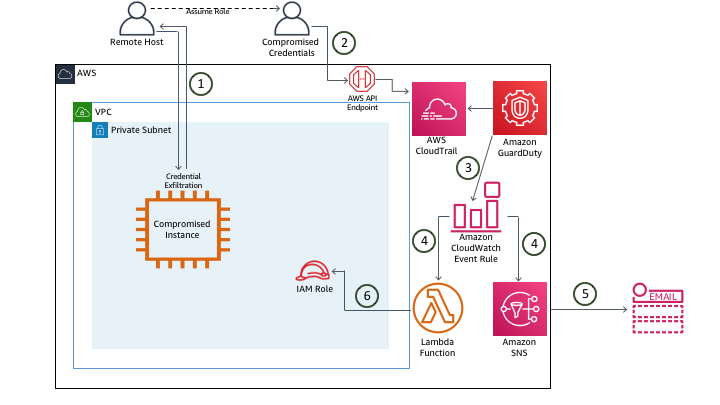 Assume Role
Remote Host
Compromised
Credentials
2
AWS
1
AWS API
Endpoint
VPC
Private Subnet
AWS
CloudTrail
Amazon
GuardDuty
3
Credential
Exfiltration
Compromised
Instance
Amazon
CloudWatch
Event Rule
4
4
IAM Role
6
5
EMAIL
Lambda
Function
Amazon
SNS